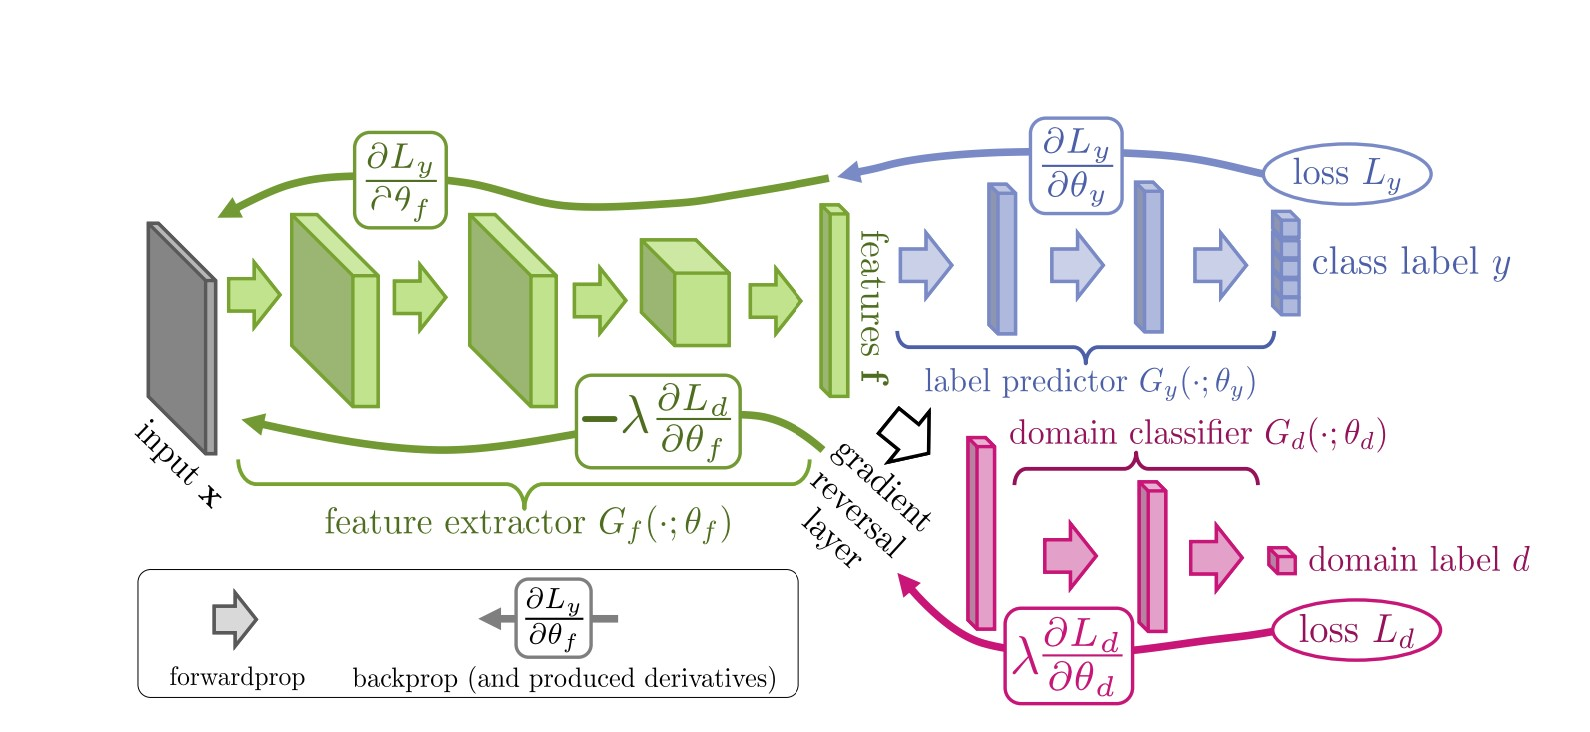 ∂L_y
∂θ_f
∂L_y
∂θ_y
loss L_y
features f
class label y
input x
−λ ∂L_d
∂θ_f
label predictor G_y(·; θ_y)
domain classifier G_d(·; θ_d)
gradient
reversal
layer
feature extractor G_f(·; θ_f)
domain label d
loss L_d
λ ∂L_d
∂θ_d
∂L_y
∂θ_f
forwardprop
backprop (and produced derivatives)